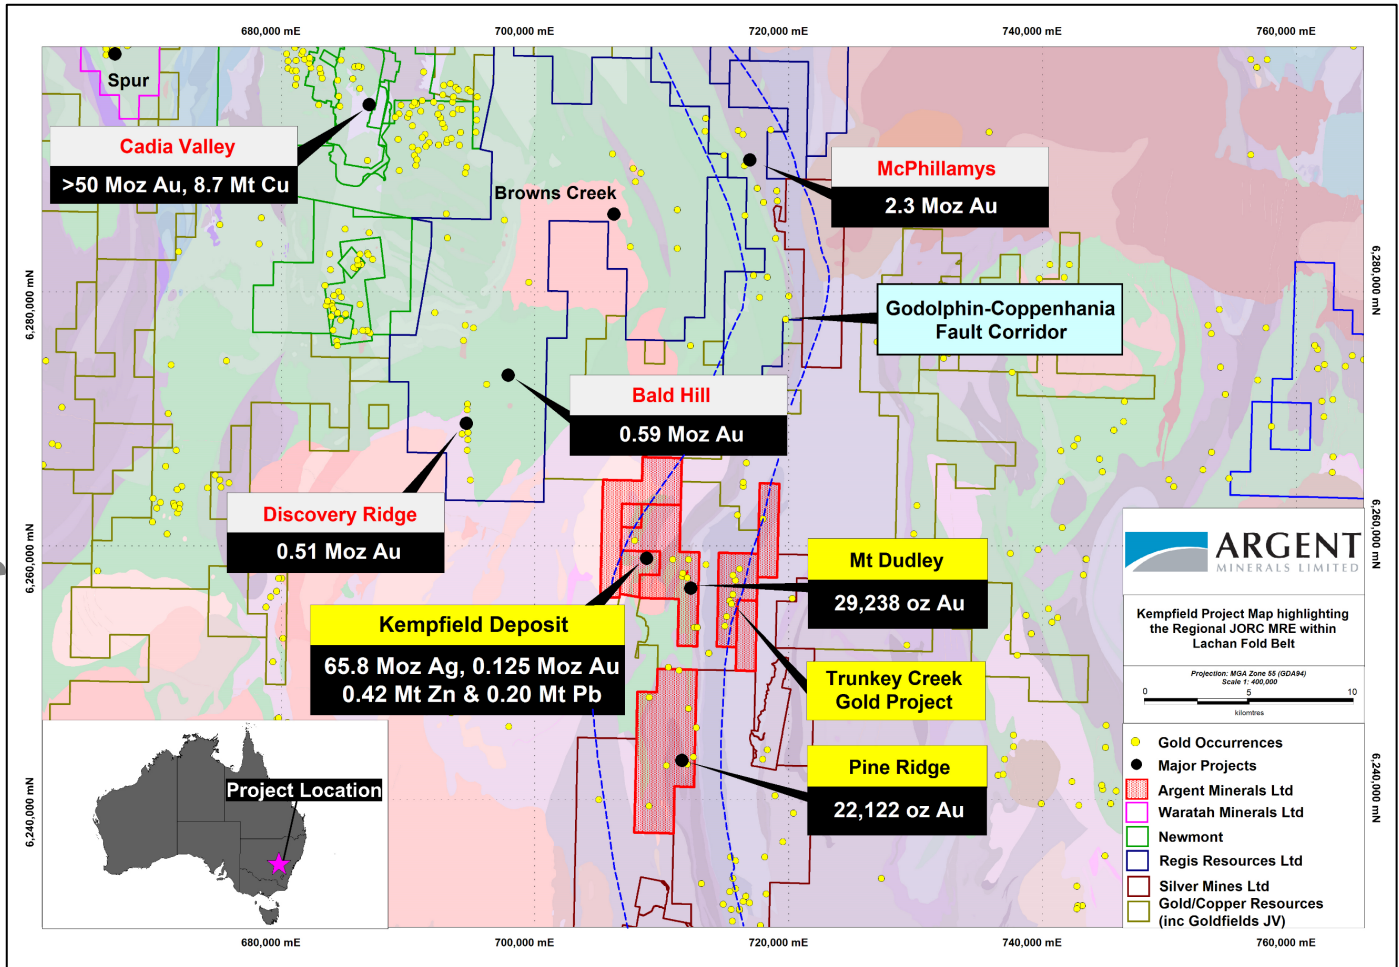 680,000 mE
700,000 mE
720,000 mE
740,000 mE
760,000 mE
Spur
Cadia Valley
>50 Moz Au, 8.7 Mt Cu
McPhillamys
2.3 Moz Au
Browns Creek
6,280,000 mN
6,280,000 mN
Godolphin-Coppenhania
Fault Corridor
Bald Hill
0.59 Moz Au
Discovery Ridge
0.51 Moz Au
6,260,000 mN
6,260,000 mN
Mt Dudley
29,238 oz Au
Kempfield Deposit
65.8 Moz Ag, 0.125 Moz Au
0.42 Mt Zn & 0.20 Mt Pb
Trunkey Creek
Gold Project
Pine Ridge
22,122 oz Au
6,240,000 mN
6,240,000 mN
Project Location
ARGENT
MINERALS LIMITED
Kempfield Project Map highlighting
the Regional JORC MRE within
Lachan Fold Belt
Projection: MGA Zone 55 (GDA94)
Scale 1: 400,000
0 5 10
kilomtres
Gold Occurrences
Major Projects
Argent Minerals Ltd
Waratah Minerals Ltd
Newmont
Regis Resources Ltd
Silver Mines Ltd
Gold/Copper Resources
(inc Goldfields JV)
680,000 mE
700,000 mE
720,000 mE
740,000 mE
760,000 mE